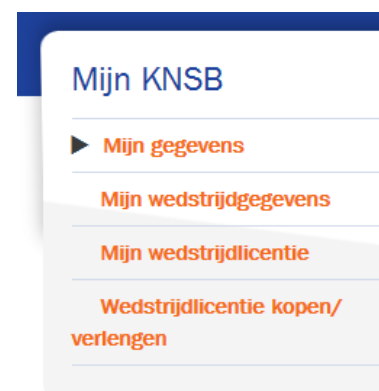 Mijn KNSB
Mijn gegevens
Mijn wedstrijdgegevens
Mijn wedstrijdlicentie
Wedstrijdlicentie kopen/
verlengen